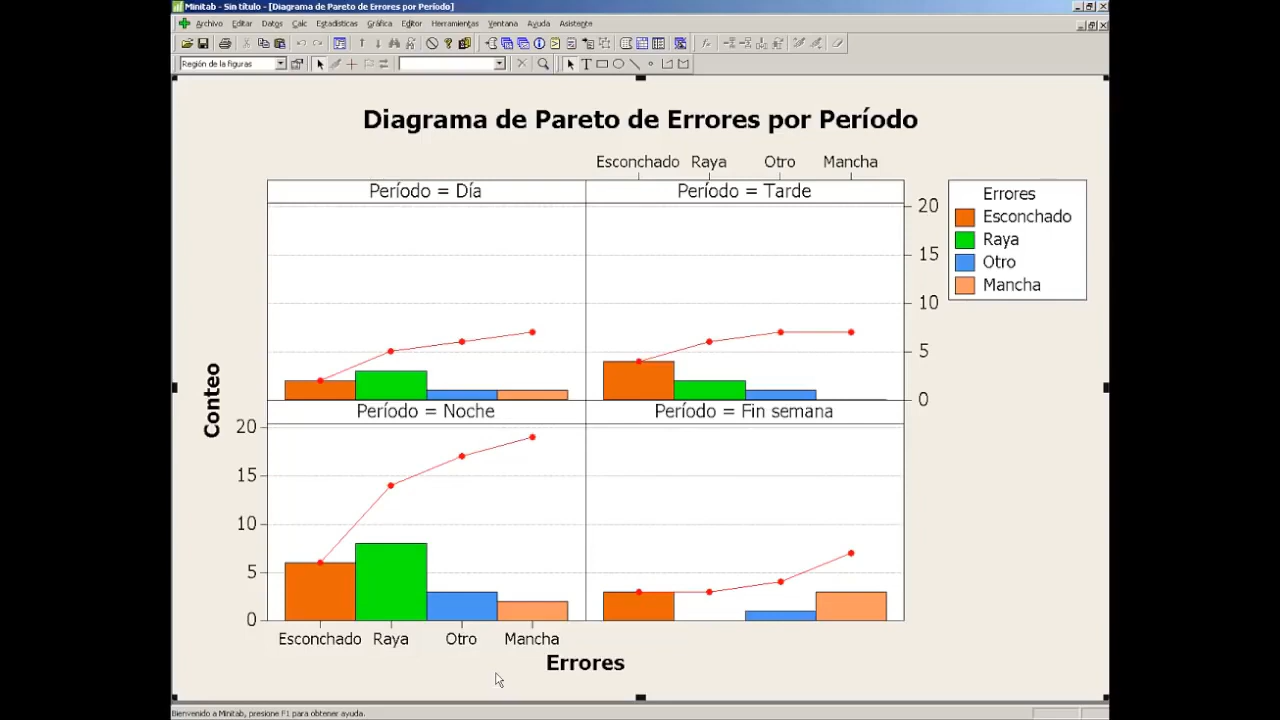 Minitab - Sin título - [Diagrama de Pareto de Errores por Período]
Archivo Editar Datos Calc Estadísticas Gráfica Editor Herramientas Ventana Ayuda Asistente
Región de la figuras
Diagrama de Pareto de Errores por Período
Esconchado Raya Otro Mancha
Período = Día
Período = Tarde
20
15
10
5
0
Errores
Esconchado
Raya
Otro
Mancha
Conteo
Período = Noche
Período = Fin semana
20
15
10
5
0
Esconchado Raya Otro Mancha
Errores
Bienvenido a Minitab, presione F1 para obtener ayuda.